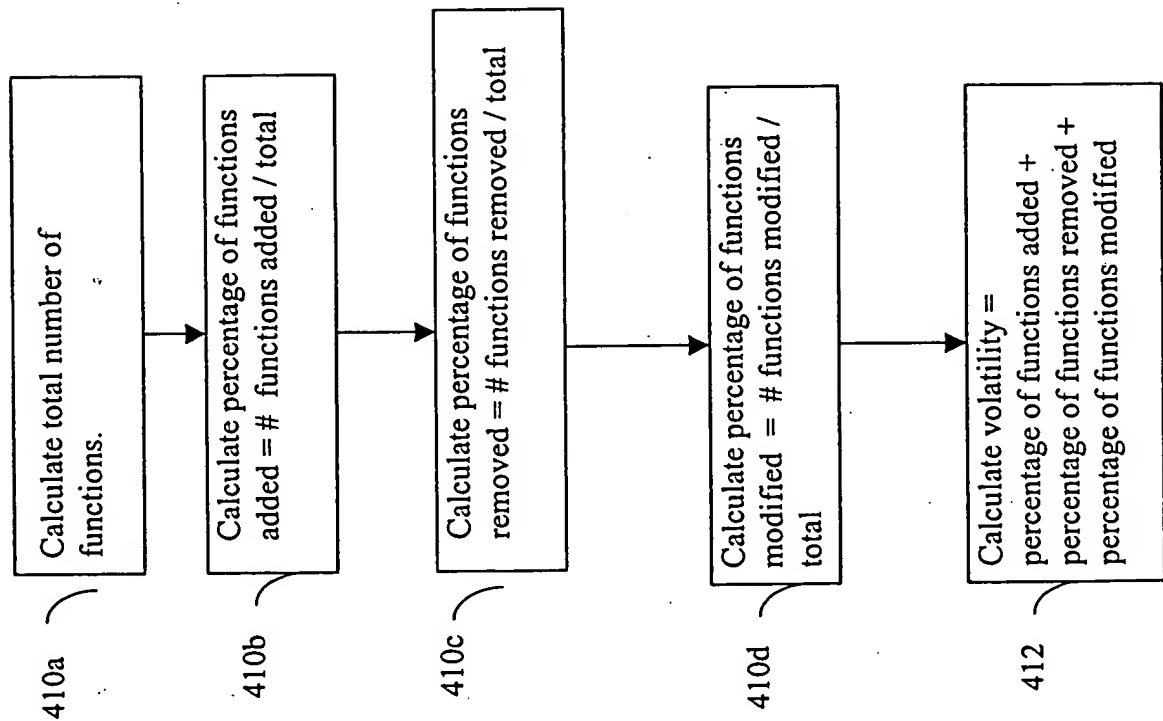 410a
Calculate total number of
functions.
410b
Calculate percentage of functions
added = # functions added / total
410c
Calculate percentage of functions
removed = # functions removed / total
410d
Calculate percentage of functions
modified = # functions modified /
total
412
Calculate volatility =
percentage of functions added +
percentage of functions removed +
percentage of functions modified